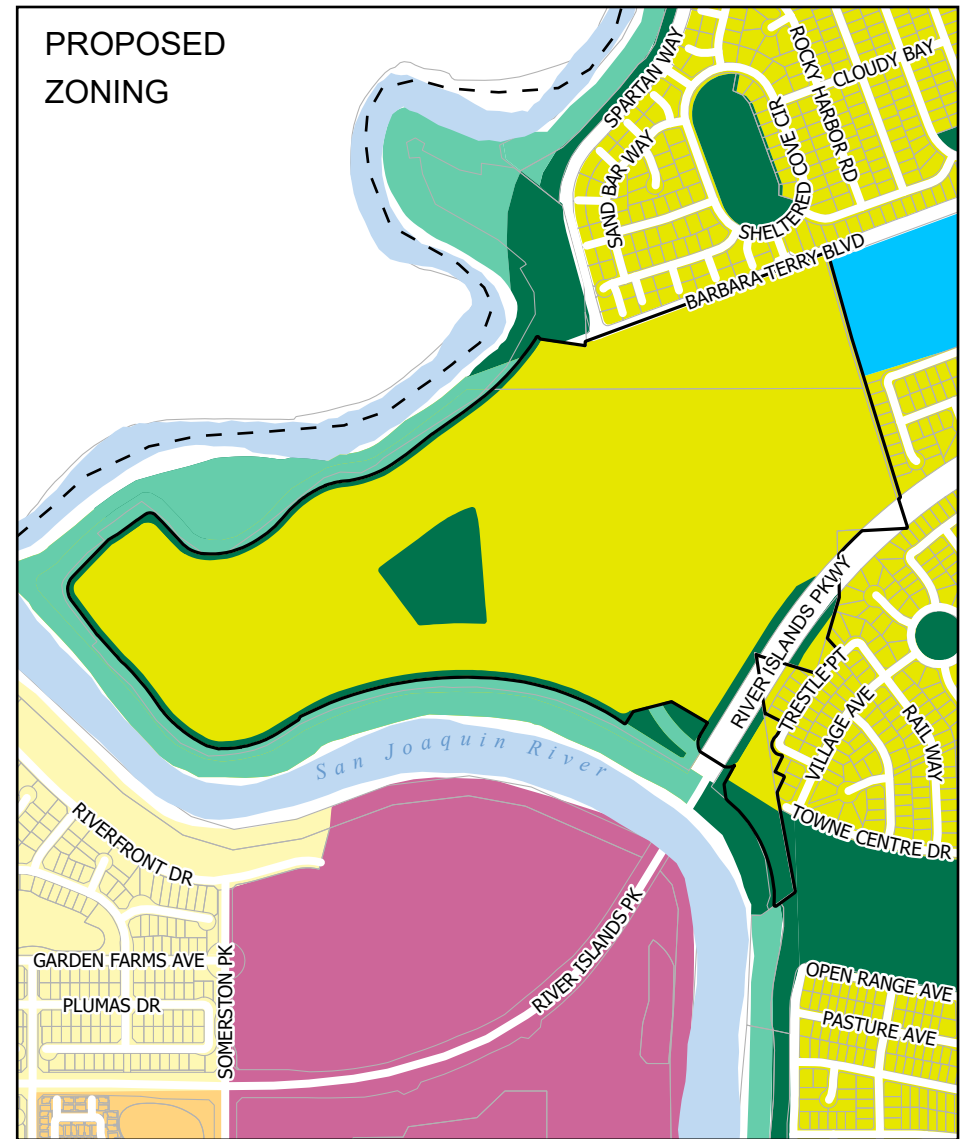 PROPOSED
ZONING
SPARTAN WAY
ROCKY HARBOR RD
CLOUDY BAY
SAND BAR WAY
SHELTERED COVE CIR
BARBARA TERRY BLVD
RIVER ISLANDS PKWY
TRESTLE PT
VILLAGE AVE
RAIL WAY
San Joaquin River
TOWNE CENTRE DR
RIVERFRONT DR
RIVER ISLANDS PK
GARDEN FARMS AVE
SOMERSTON PK
PLUMAS DR
OPEN RANGE AVE
PASTURE AVE